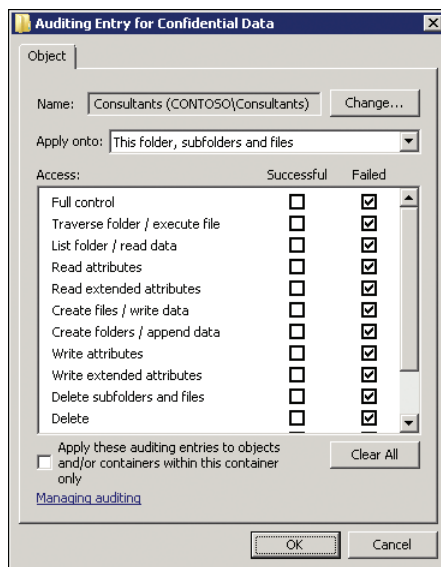 Auditing Entry for Confidential Data
Object
Name: Consultants (CONTOSO\Consultants) Change...
Apply onto: This folder, subfolders and files
Access: Successful Failed
Full control
Traverse folder / execute file
List folder / read data
Read attributes
Read extended attributes
Create files / write data
Create folders / append data
Write attributes
Write extended attributes
Delete subfolders and files
Delete
Apply these auditing entries to objects
and/or containers within this container
only
Clear All
Managing auditing
OK Cancel